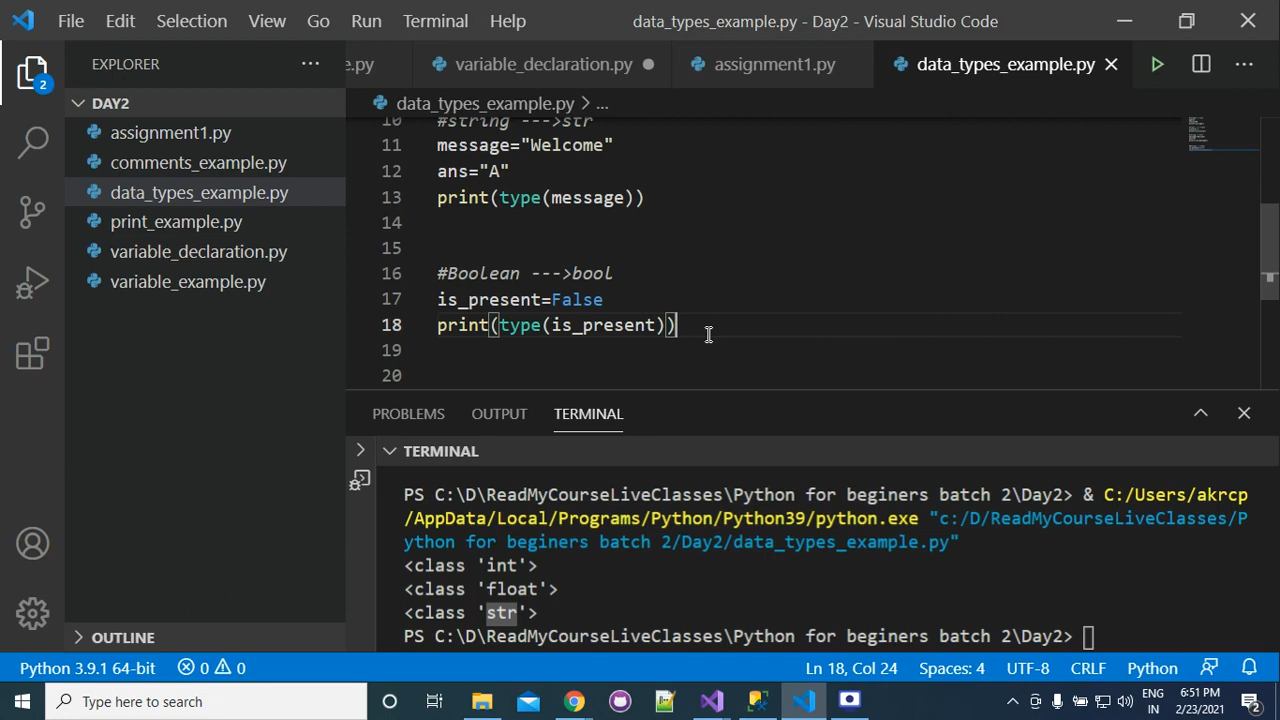 File Edit Selection View Go Run Terminal Help data_types_example.py - Day2 - Visual Studio Code
EXPLORER
e.py variable_declaration.py assignment1.py data_types_example.py
2
DAY2
assignment1.py
comments_example.py
data_types_example.py
print_example.py
variable_declaration.py
variable_example.py
OUTLINE
data_types_example.py > ...
10 #string --->str
11 message="Welcome"
12 ans="A"
13 print(type(message))
14
15
16 #Boolean --->bool
17 is_present=False
18 print(type(is_present))
19
20
PROBLEMS OUTPUT TERMINAL
TERMINAL
PS C:\D\ReadMyCourseLiveClasses\Python for beginers batch 2\Day2> & C:/Users/akrcp
/AppData/Local/Programs/Python/Python39/python.exe "c:/D/ReadMyCourseLiveClasses/P
ython for beginers batch 2/Day2/data_types_example.py"
<class 'int'>
<class 'float'>
<class 'str'>
PS C:\D\ReadMyCourseLiveClasses\Python for beginers batch 2\Day2>
Python 3.9.1 64-bit 0 0 Ln 18, Col 24 Spaces: 4 UTF-8 CRLF Python
Type here to search
ENG
IN
6:51 PM
2/23/2021
2